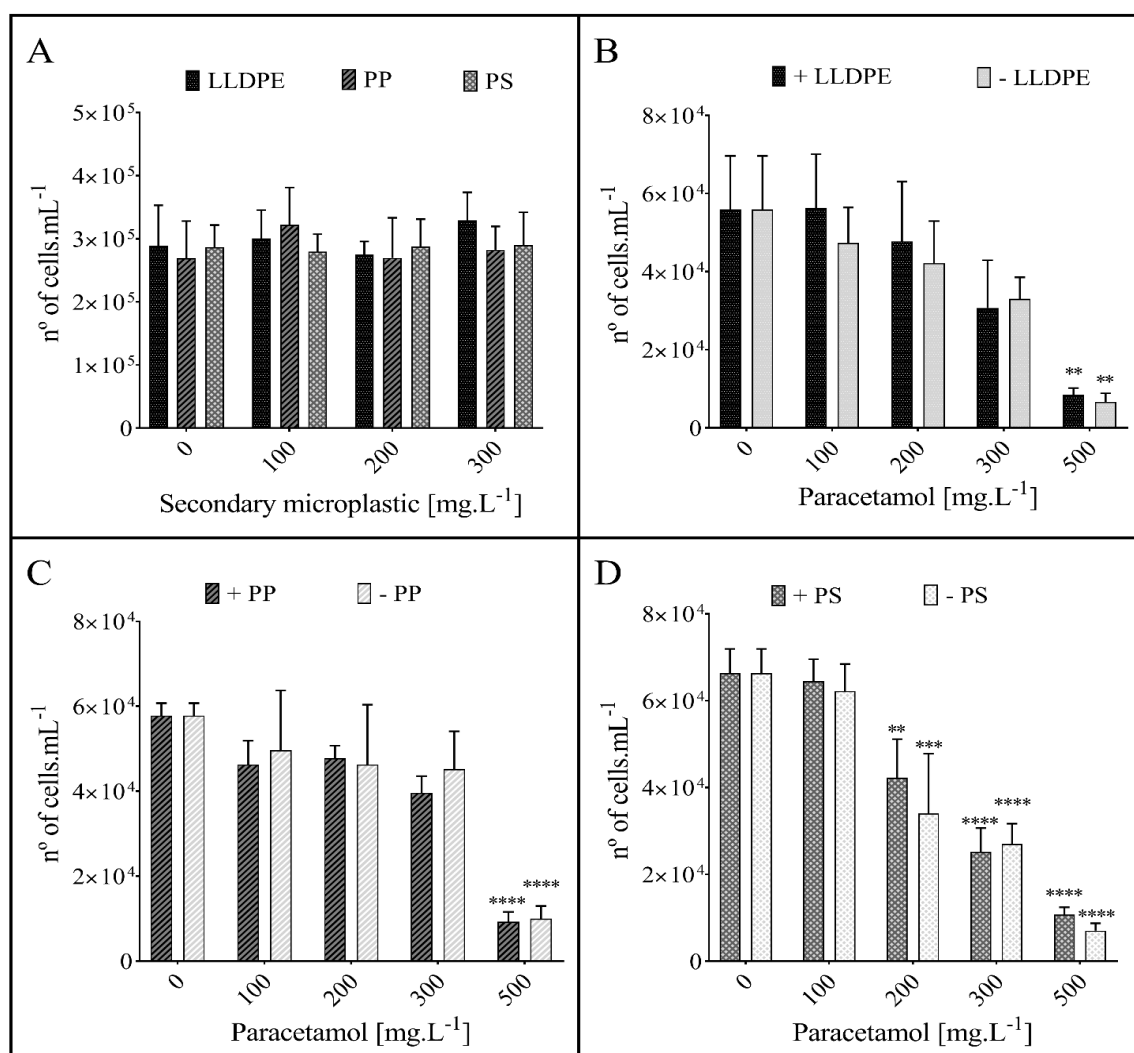 A
LLDPE PP PS
5×10⁵
4×10⁵
3×10⁵
2×10⁵
1×10⁵
0
nº of cells.mL⁻¹
0 100 200 300
Secondary microplastic [mg.L⁻¹]
B
+ LLDPE - LLDPE
8×10⁴
6×10⁴
4×10⁴
2×10⁴
0
nº of cells.mL⁻¹
** **
0 100 200 300 500
Paracetamol [mg.L⁻¹]
C
+ PP - PP
8×10⁴
6×10⁴
4×10⁴
2×10⁴
0
nº of cells.mL⁻¹
**** ****
0 100 200 300 500
Paracetamol [mg.L⁻¹]
D
+ PS - PS
8×10⁴
6×10⁴
4×10⁴
2×10⁴
0
nº of cells.mL⁻¹
** *** **** **** **** ****
0 100 200 300 500
Paracetamol [mg.L⁻¹]